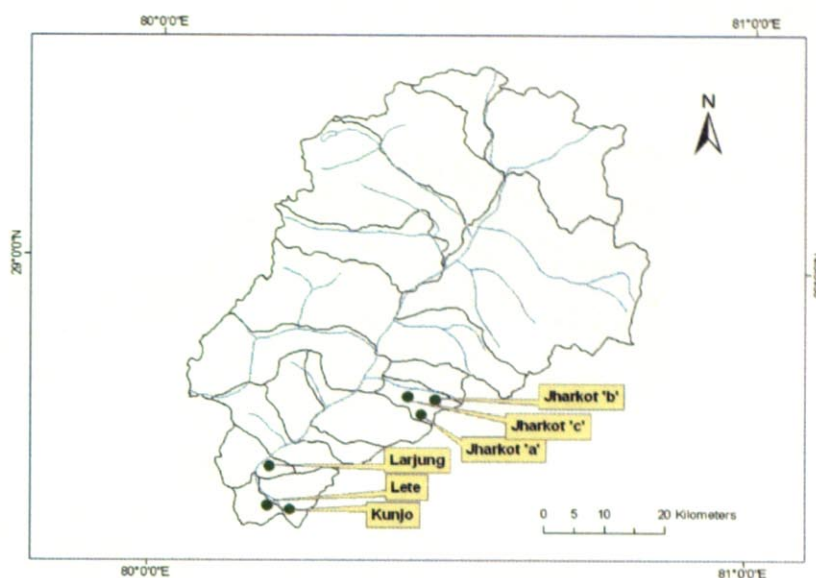 80°0'0"E 81°0'0"E
N
29°0'0"N
Jharkot 'b'
Jharkot 'c'
Jharkot 'a'
Larjung
Lete
Kunjo
0 5 10 20 Kilometers
80°0'0"E 81°0'0"E